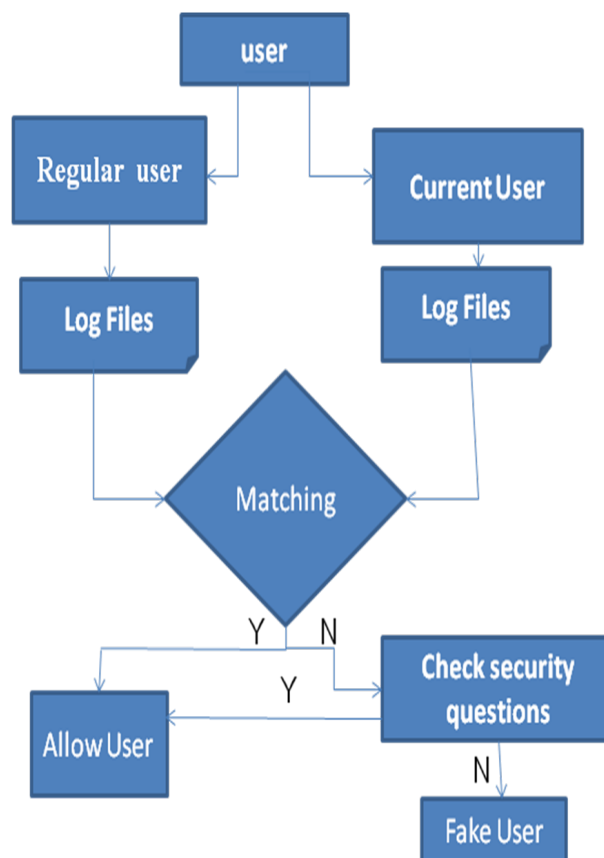 user
Regular user
Current User
Log Files
Log Files
Matching
Y
N
Y
Check security
questions
Allow User
N
Fake User